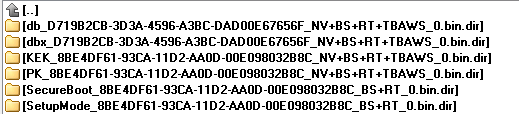 [..]
[db_D719B2CB-3D3A-4596-A3BC-DAD00E67656F_NV+BS+RT+TBAWS_0.bin.dir]
[dbx_D719B2CB-3D3A-4596-A3BC-DAD00E67656F_NV+BS+RT+TBAWS_0.bin.dir]
[KEK_8BE4DF61-93CA-11D2-AA0D-00E098032B8C_NV+BS+RT+TBAWS_0.bin.dir]
[PK_8BE4DF61-93CA-11D2-AA0D-00E098032B8C_NV+BS+RT+TBAWS_0.bin.dir]
[SecureBoot_8BE4DF61-93CA-11D2-AA0D-00E098032B8C_BS+RT_0.bin.dir]
[SetupMode_8BE4DF61-93CA-11D2-AA0D-00E098032B8C_BS+RT_0.bin.dir]